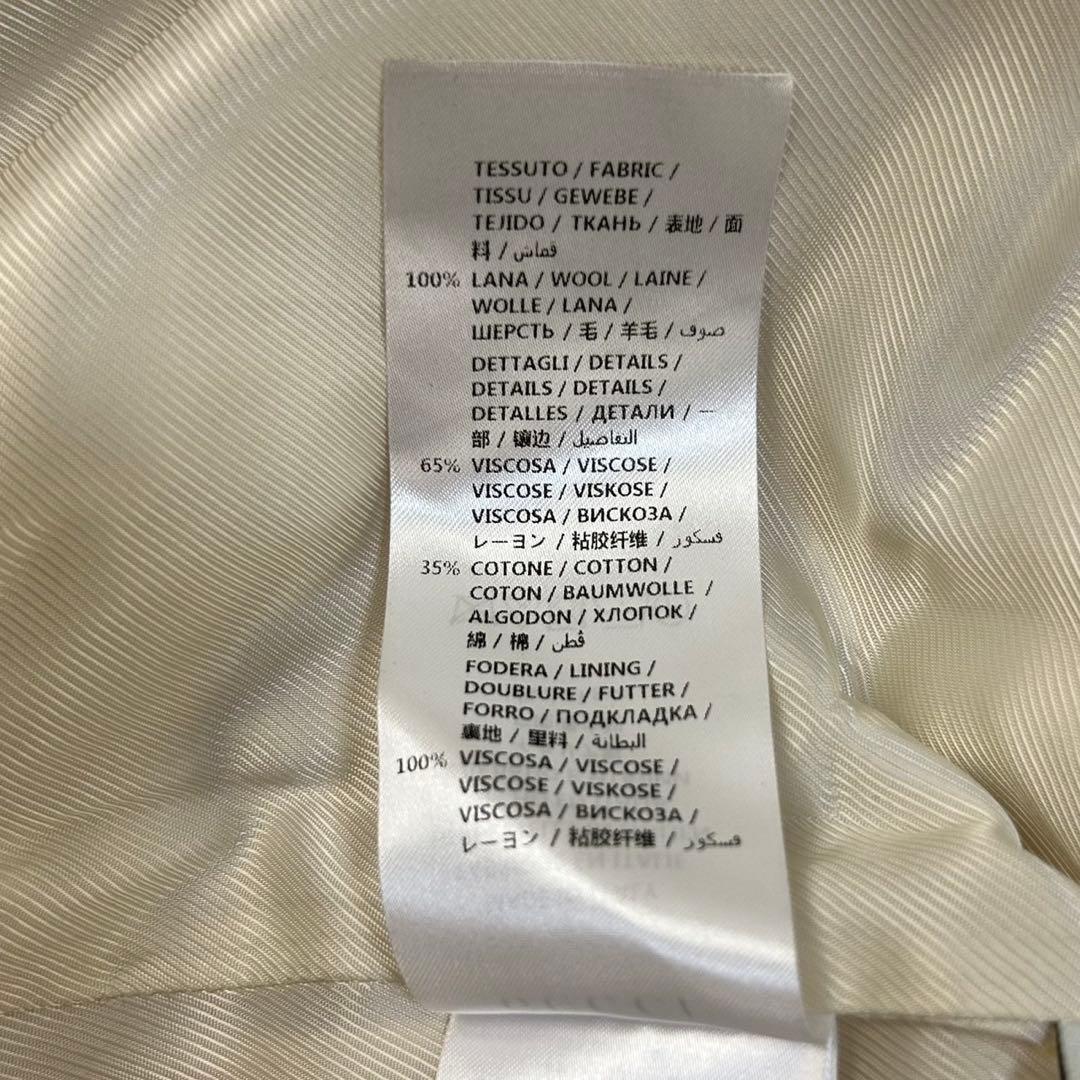 TESSUTO / FABRIC /
TISSU / GEWEBE /
TEJIDO / ТКАНЬ / 表地 / 面
料 / قماش
100% LANA / WOOL / LAINE /
WOLLE / LANA /
ШЕРСТЬ / 毛 / 羊毛 / صوف
DETTAGLI / DETAILS /
DETAILS / DETAILS /
DETALLES / ДЕТАЛИ / 一
部 / 镶边 / التفاصيل
65% VISCOSA / VISCOSE /
VISCOSE / VISKOSE /
VISCOSA / ВИСКОЗА /
レーヨン / 粘胶纤维 / فسكور
35% COTONE / COTTON /
COTON / BAUMWOLLE /
ALGODON / ХЛОПОК /
綿 / 棉 / قطن
FODERA / LINING /
DOUBLURE / FUTTER /
FORRO / ПОДКЛАДКА /
裏地 / 里料 / البطانة
100% VISCOSA / VISCOSE /
VISCOSE / VISKOSE /
VISCOSA / ВИСКОЗА /
レーヨン / 粘胶纤维 / فسكور